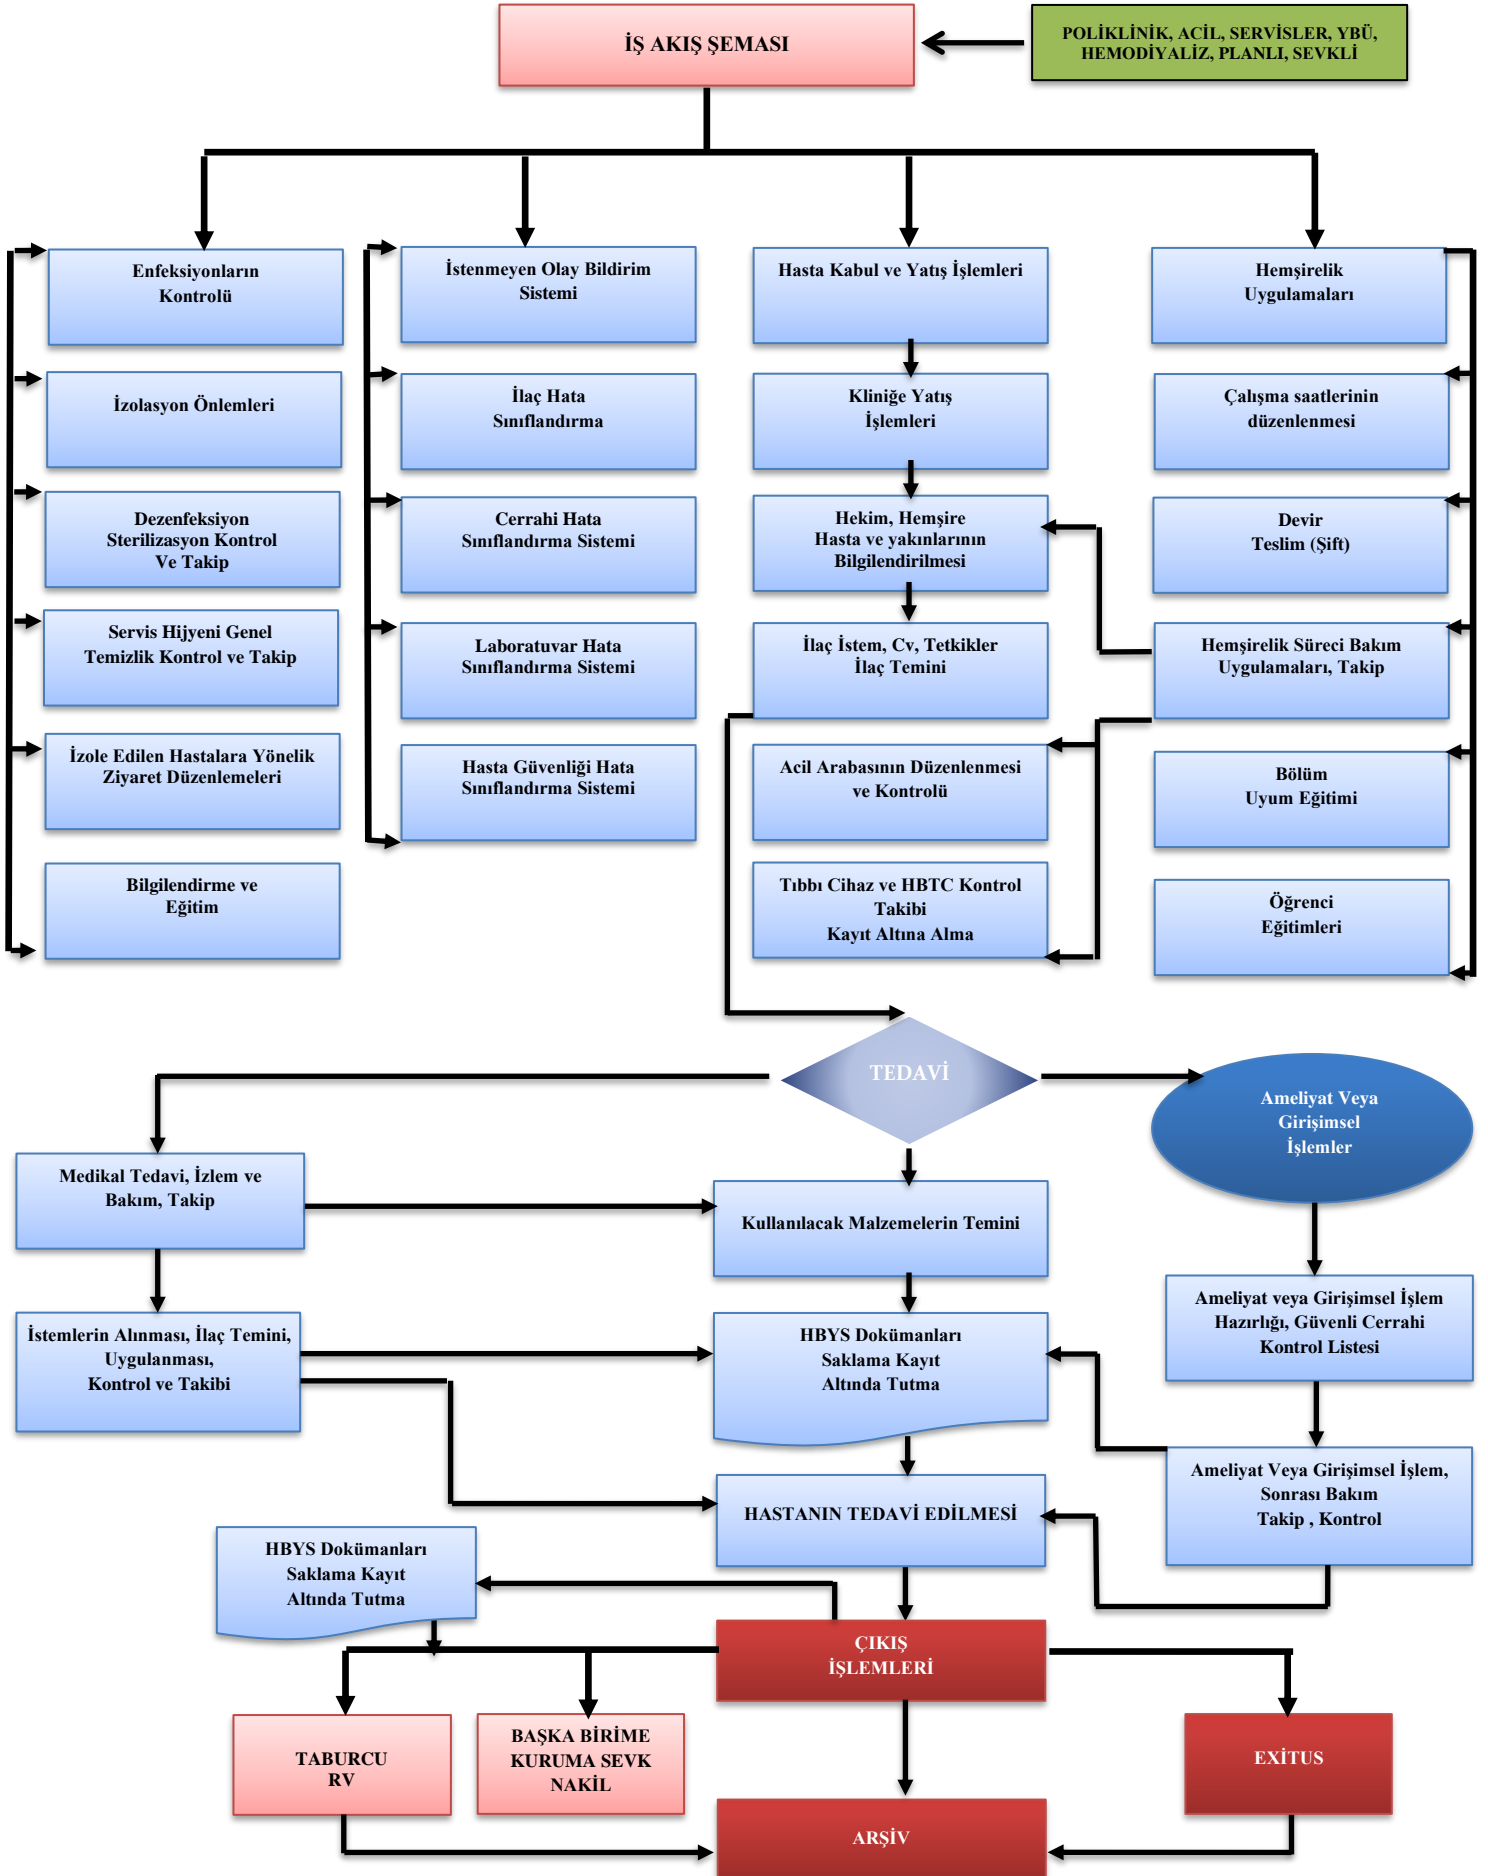 İŞ AKIŞ ŞEMASI
POLİKLİNİK, ACİL, SERVİSLER, YBÜ,
HEMODİYALİZ, PLANLI, SEVKLİ
Enfeksiyonların
Kontrolü
İzolasyon Önlemleri
Dezenfeksiyon
Sterilizasyon Kontrol
Ve Takip
Servis Hijyeni Genel
Temizlik Kontrol ve Takip
İzole Edilen Hastalara Yönelik
Ziyaret Düzenlemeleri
Bilgilendirme ve
Eğitim
İstenmeyen Olay Bildirim
Sistemi
İlaç Hata
Sınıflandırma
Cerrahi Hata
Sınıflandırma Sistemi
Laboratuvar Hata
Sınıflandırma Sistemi
Hasta Güvenliği Hata
Sınıflandırma Sistemi
Hasta Kabul ve Yatış İşlemleri
Kliniğe Yatış
İşlemleri
Hekim, Hemşire
Hasta ve yakınlarının
Bilgilendirilmesi
İlaç İstem, Cv, Tetkikler
İlaç Temini
Acil Arabasının Düzenlenmesi
ve Kontrolü
Tıbbı Cihaz ve HBTC Kontrol
Takibi
Kayıt Altına Alma
Hemşirelik
Uygulamaları
Çalışma saatlerinin
düzenlenmesi
Devir
Teslim (Şift)
Hemşirelik Süreci Bakım
Uygulamaları, Takip
Bölüm
Uyum Eğitimi
Öğrenci
Eğitimleri
TEDAVİ
Ameliyat Veya
Girişimsel
İşlemler
Medikal Tedavi, İzlem ve
Bakım, Takip
Kullanılacak Malzemelerin Temini
Ameliyat veya Girişimsel İşlem
Hazırlığı, Güvenli Cerrahi
Kontrol Listesi
İstemlerin Alınması, İlaç Temini,
Uygulanması,
Kontrol ve Takibi
HBYS Dokümanları
Saklama Kayıt
Altında Tutma
Ameliyat Veya Girişimsel İşlem,
Sonrası Bakım
Takip , Kontrol
HASTANIN TEDAVİ EDİLMESİ
HBYS Dokümanları
Saklama Kayıt
Altında Tutma
ÇIKIŞ
İŞLEMLERİ
TABURCU
RV
BAŞKA BİRİME
KURUMA SEVK
NAKİL
EXİTUS
ARŞİV